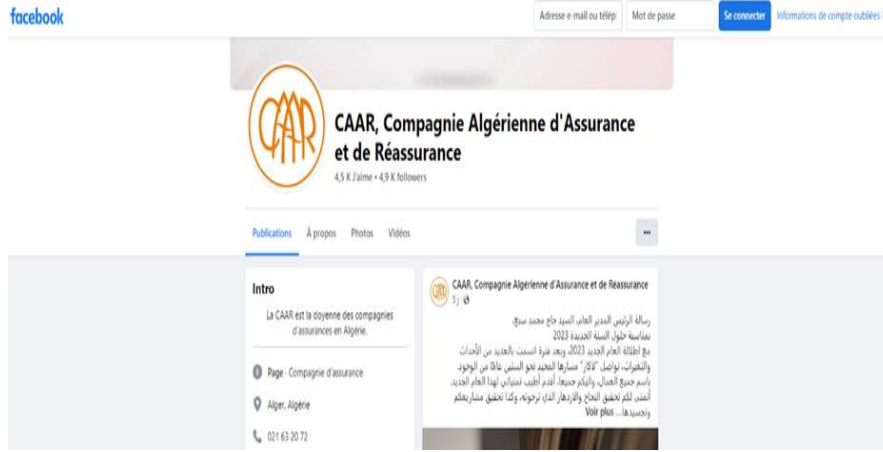 facebook
Adresse e-mail ou télép
Mot de passe
Se connecter
Informations de compte oubliées
CAAR
CAAR, Compagnie Algérienne d'Assurance
et de Réassurance
4,5 K J'aime • 4,9 K followers
Publications
À propos
Photos
Vidéos
Intro
La CAAR est la doyenne des compagnies
d'assurances en Algérie.
Page · Compagnie d'assurance
Alger, Algérie
021 63 20 72
CAAR, Compagnie Algérienne d'Assurance et de Réassurance
5 j
رسالة الرئيس المدير العام، السيد حاج محمد سبع،
بمناسبة حلول السنة الجديدة 2023
مع اطلالة العام الجديد 2023، وبعد فترة اتسمت بالعديد من الأحداث
والتغيرات، تواصل "لاكار" مسارها المجيد نحو الستين عامًا من الوجود.
باسم جميع العمال، واليكم جميعا، أقدم أطيب تمنياتي لهذا العام الجديد.
أتمنى لكم تحقيق النجاح والازدهار الذي ترجونه، وكذا تحقيق مشاريعكم
وتجسيدها... Voir plus